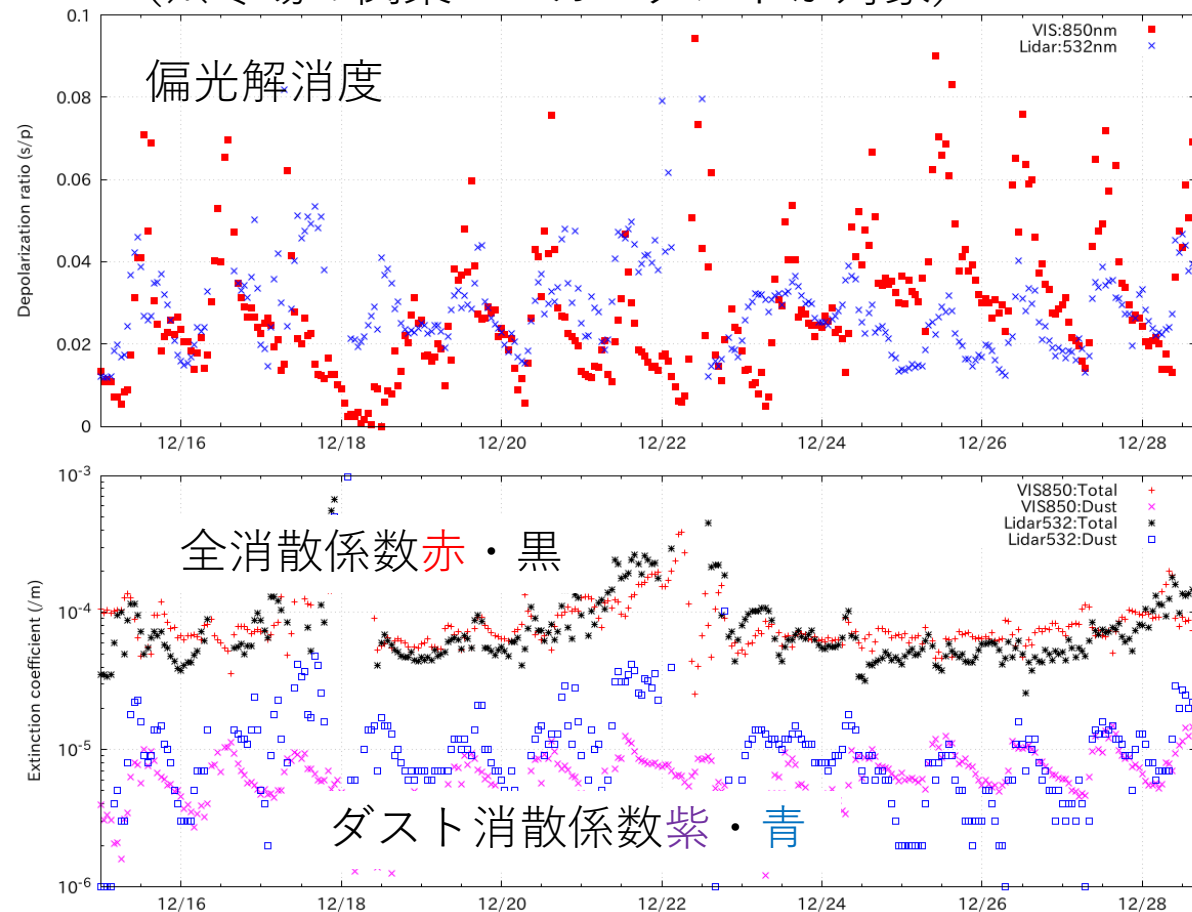 0.1
VIS:850nm
Lidar:532nm
偏光解消度
0.08
0.06
0.04
0.02
0
Depolarization ratio (s/p)
12/16
12/18
12/20
12/22
12/24
12/26
12/28
10⁻³
VIS850:Total
VIS850:Dust
Lidar532:Total
Lidar532:Dust
全消散係数赤・黒
10⁻⁴
Extinction coefficient (/m)
10⁻⁵
ダスト消散係数紫・青
10⁻⁶
12/16
12/18
12/20
12/22
12/24
12/26
12/28